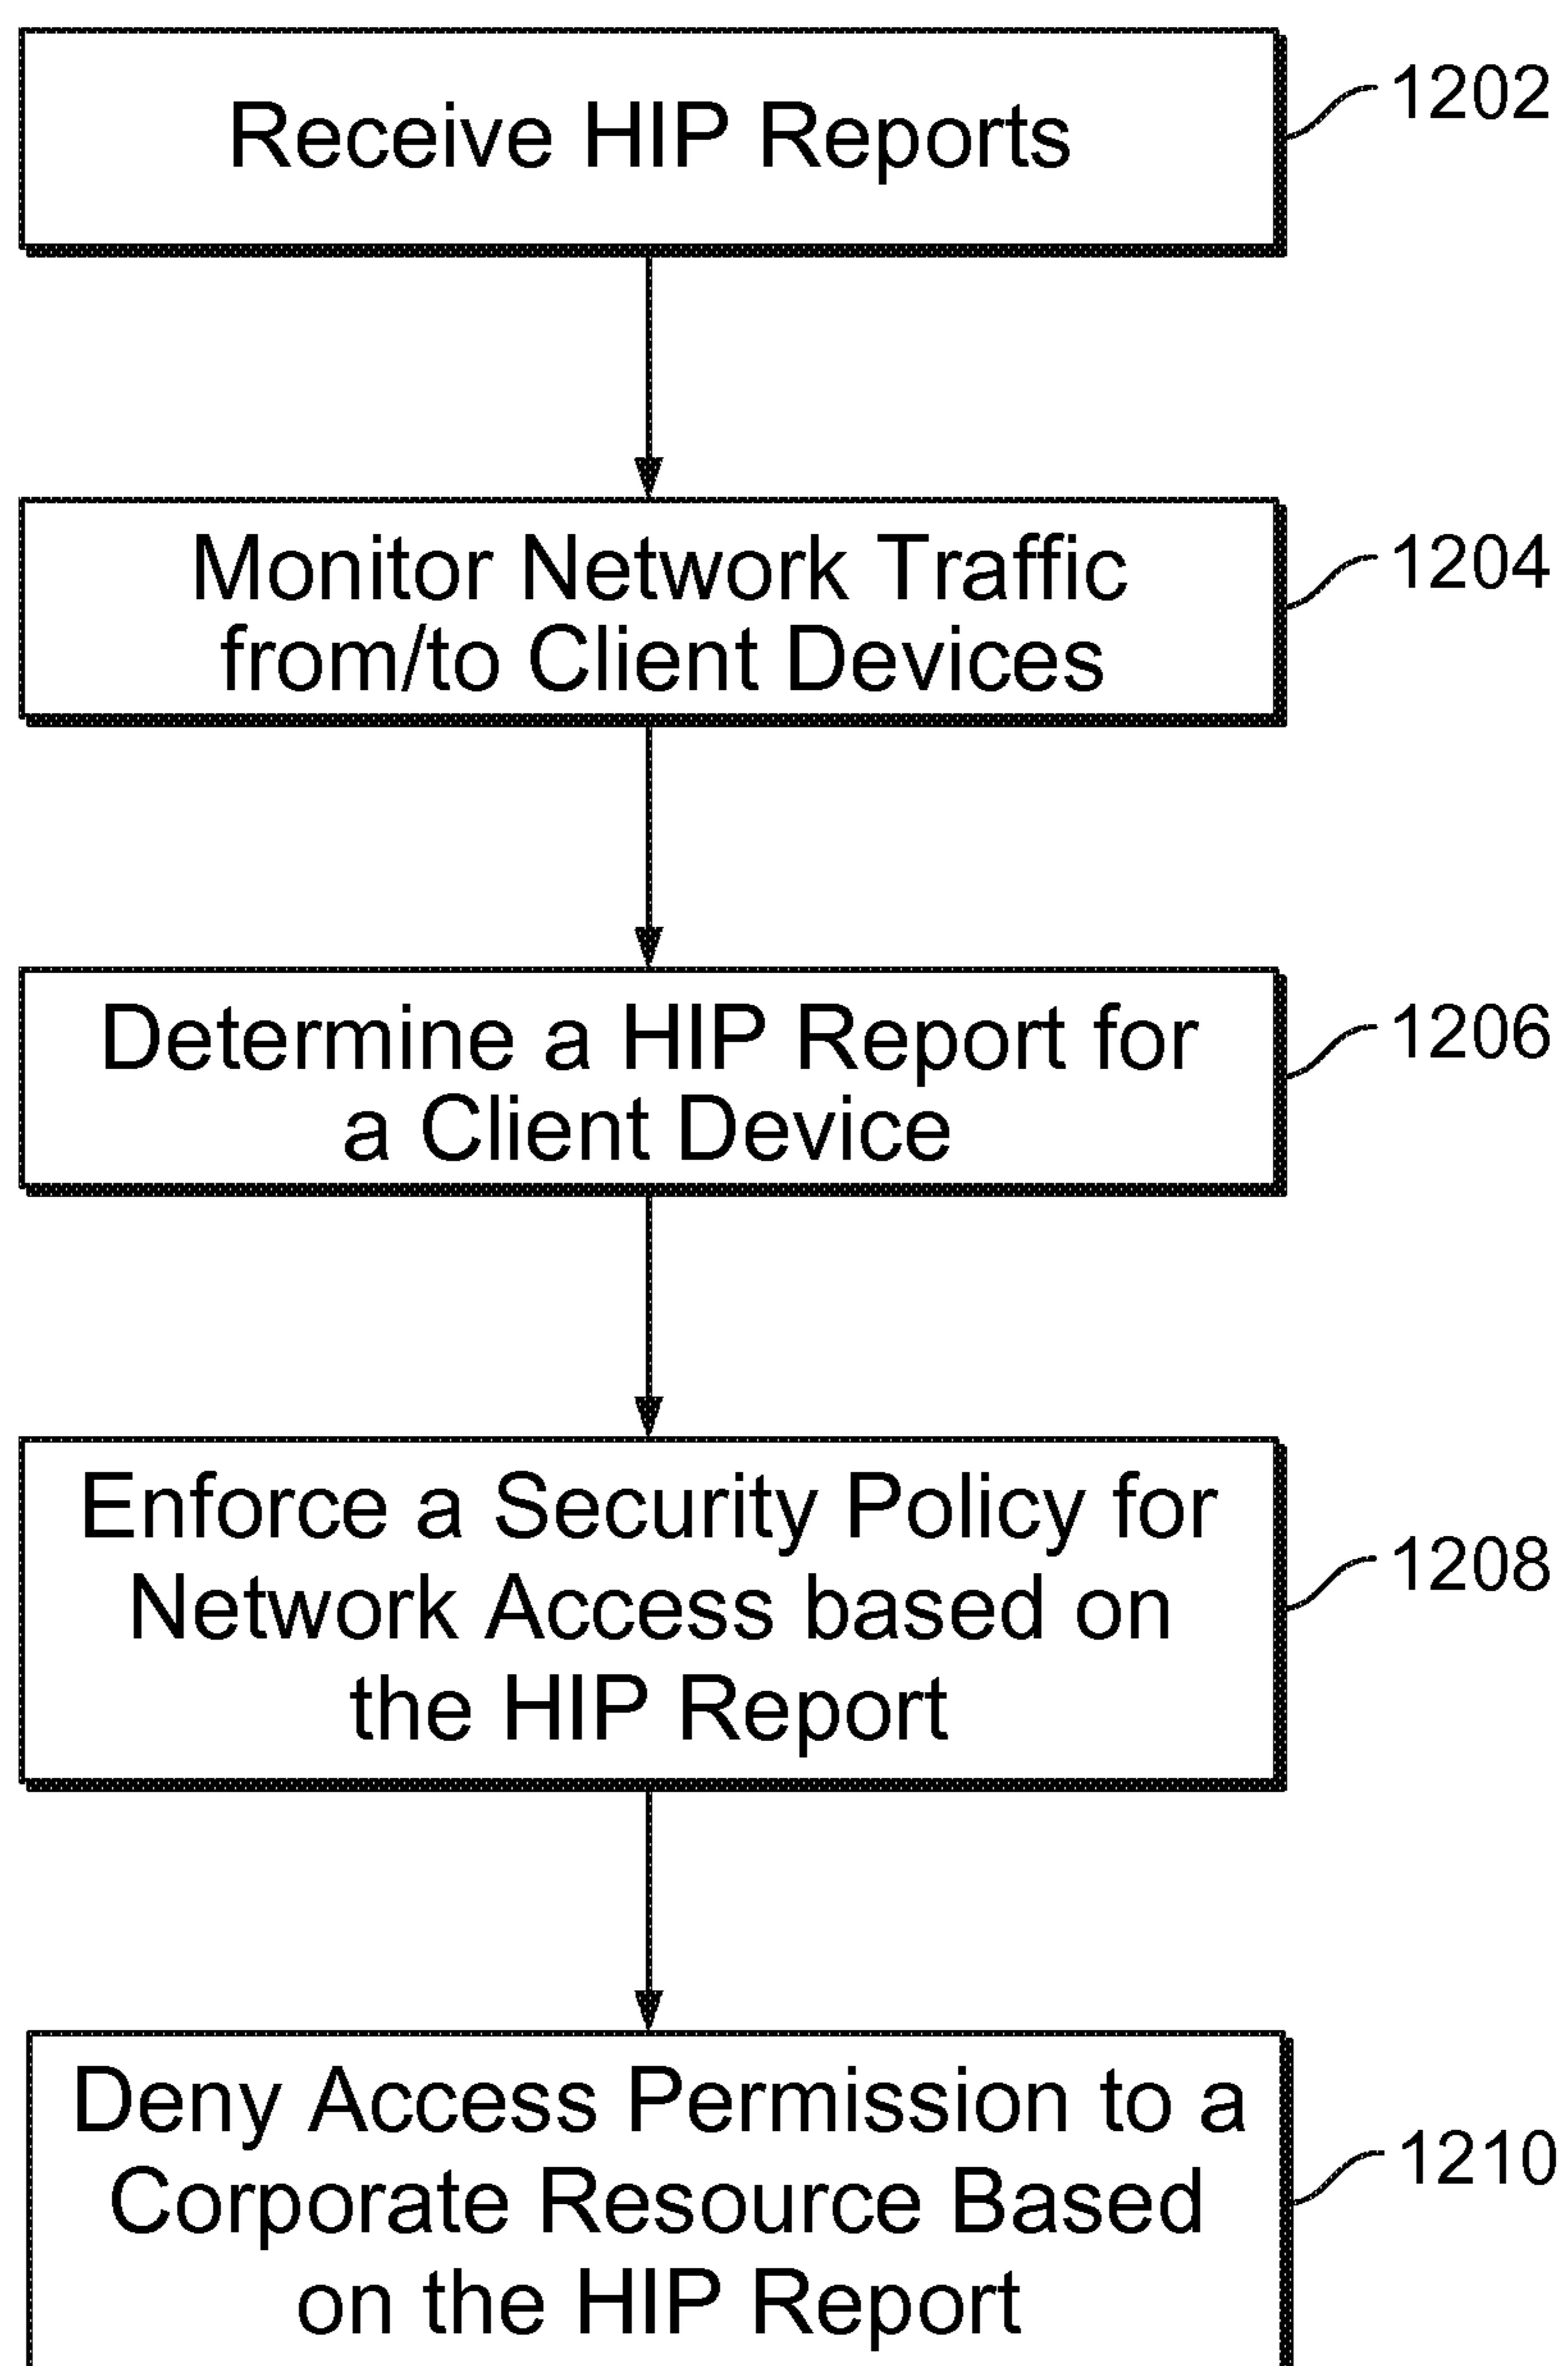 Receive HIP Reports
1202
Monitor Network Traffic
from/to Client Devices
1204
Determine a HIP Report for
a Client Device
1206
Enforce a Security Policy for
Network Access based on
the HIP Report
1208
Deny Access Permission to a
Corporate Resource Based
on the HIP Report
1210